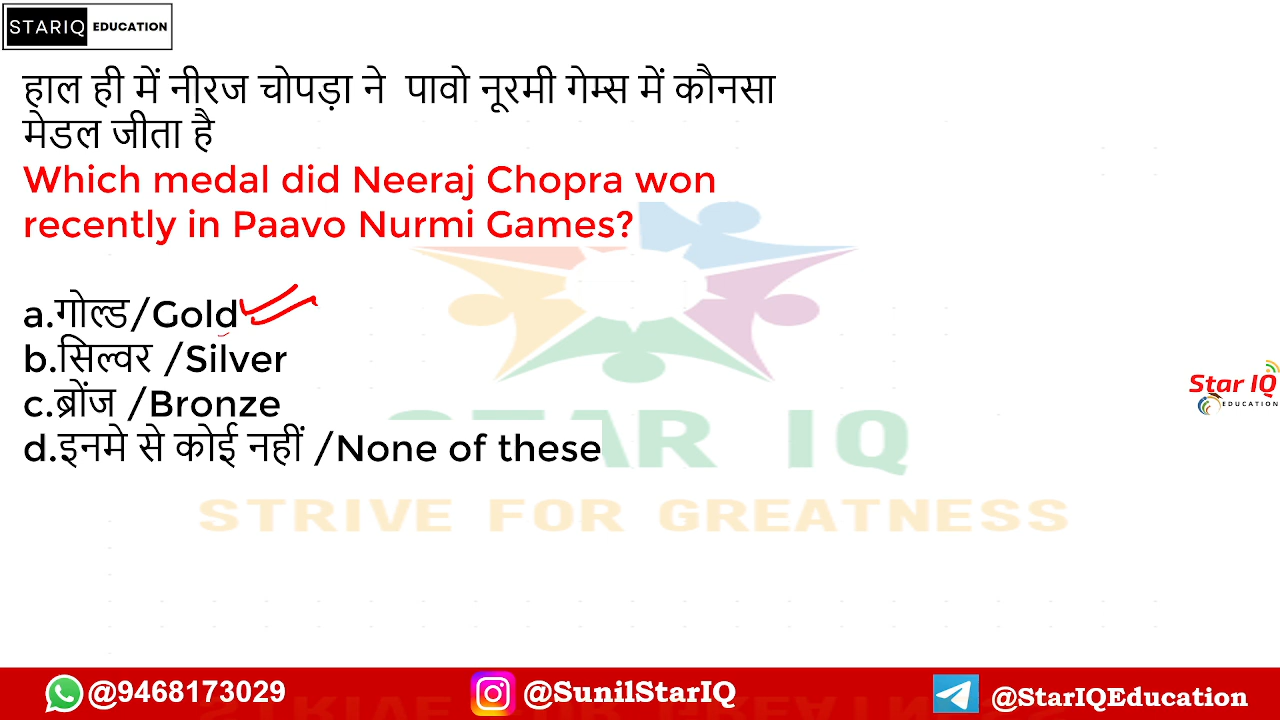 STARIQ EDUCATION
हाल ही में नीरज चोपड़ा ने पावो नूरमी गेम्स में कौनसा
मेडल जीता है
Which medal did Neeraj Chopra won
recently in Paavo Nurmi Games?
a.गोल्ड/Gold
b.सिल्वर /Silver
c.ब्रोंज /Bronze
d.इनमे से कोई नहीं /None of these
STAR IQ
STRIVE FOR GREATNESS
Star IQ
EDUCATION
@9468173029 @SunilStarIQ @StarIQEducation